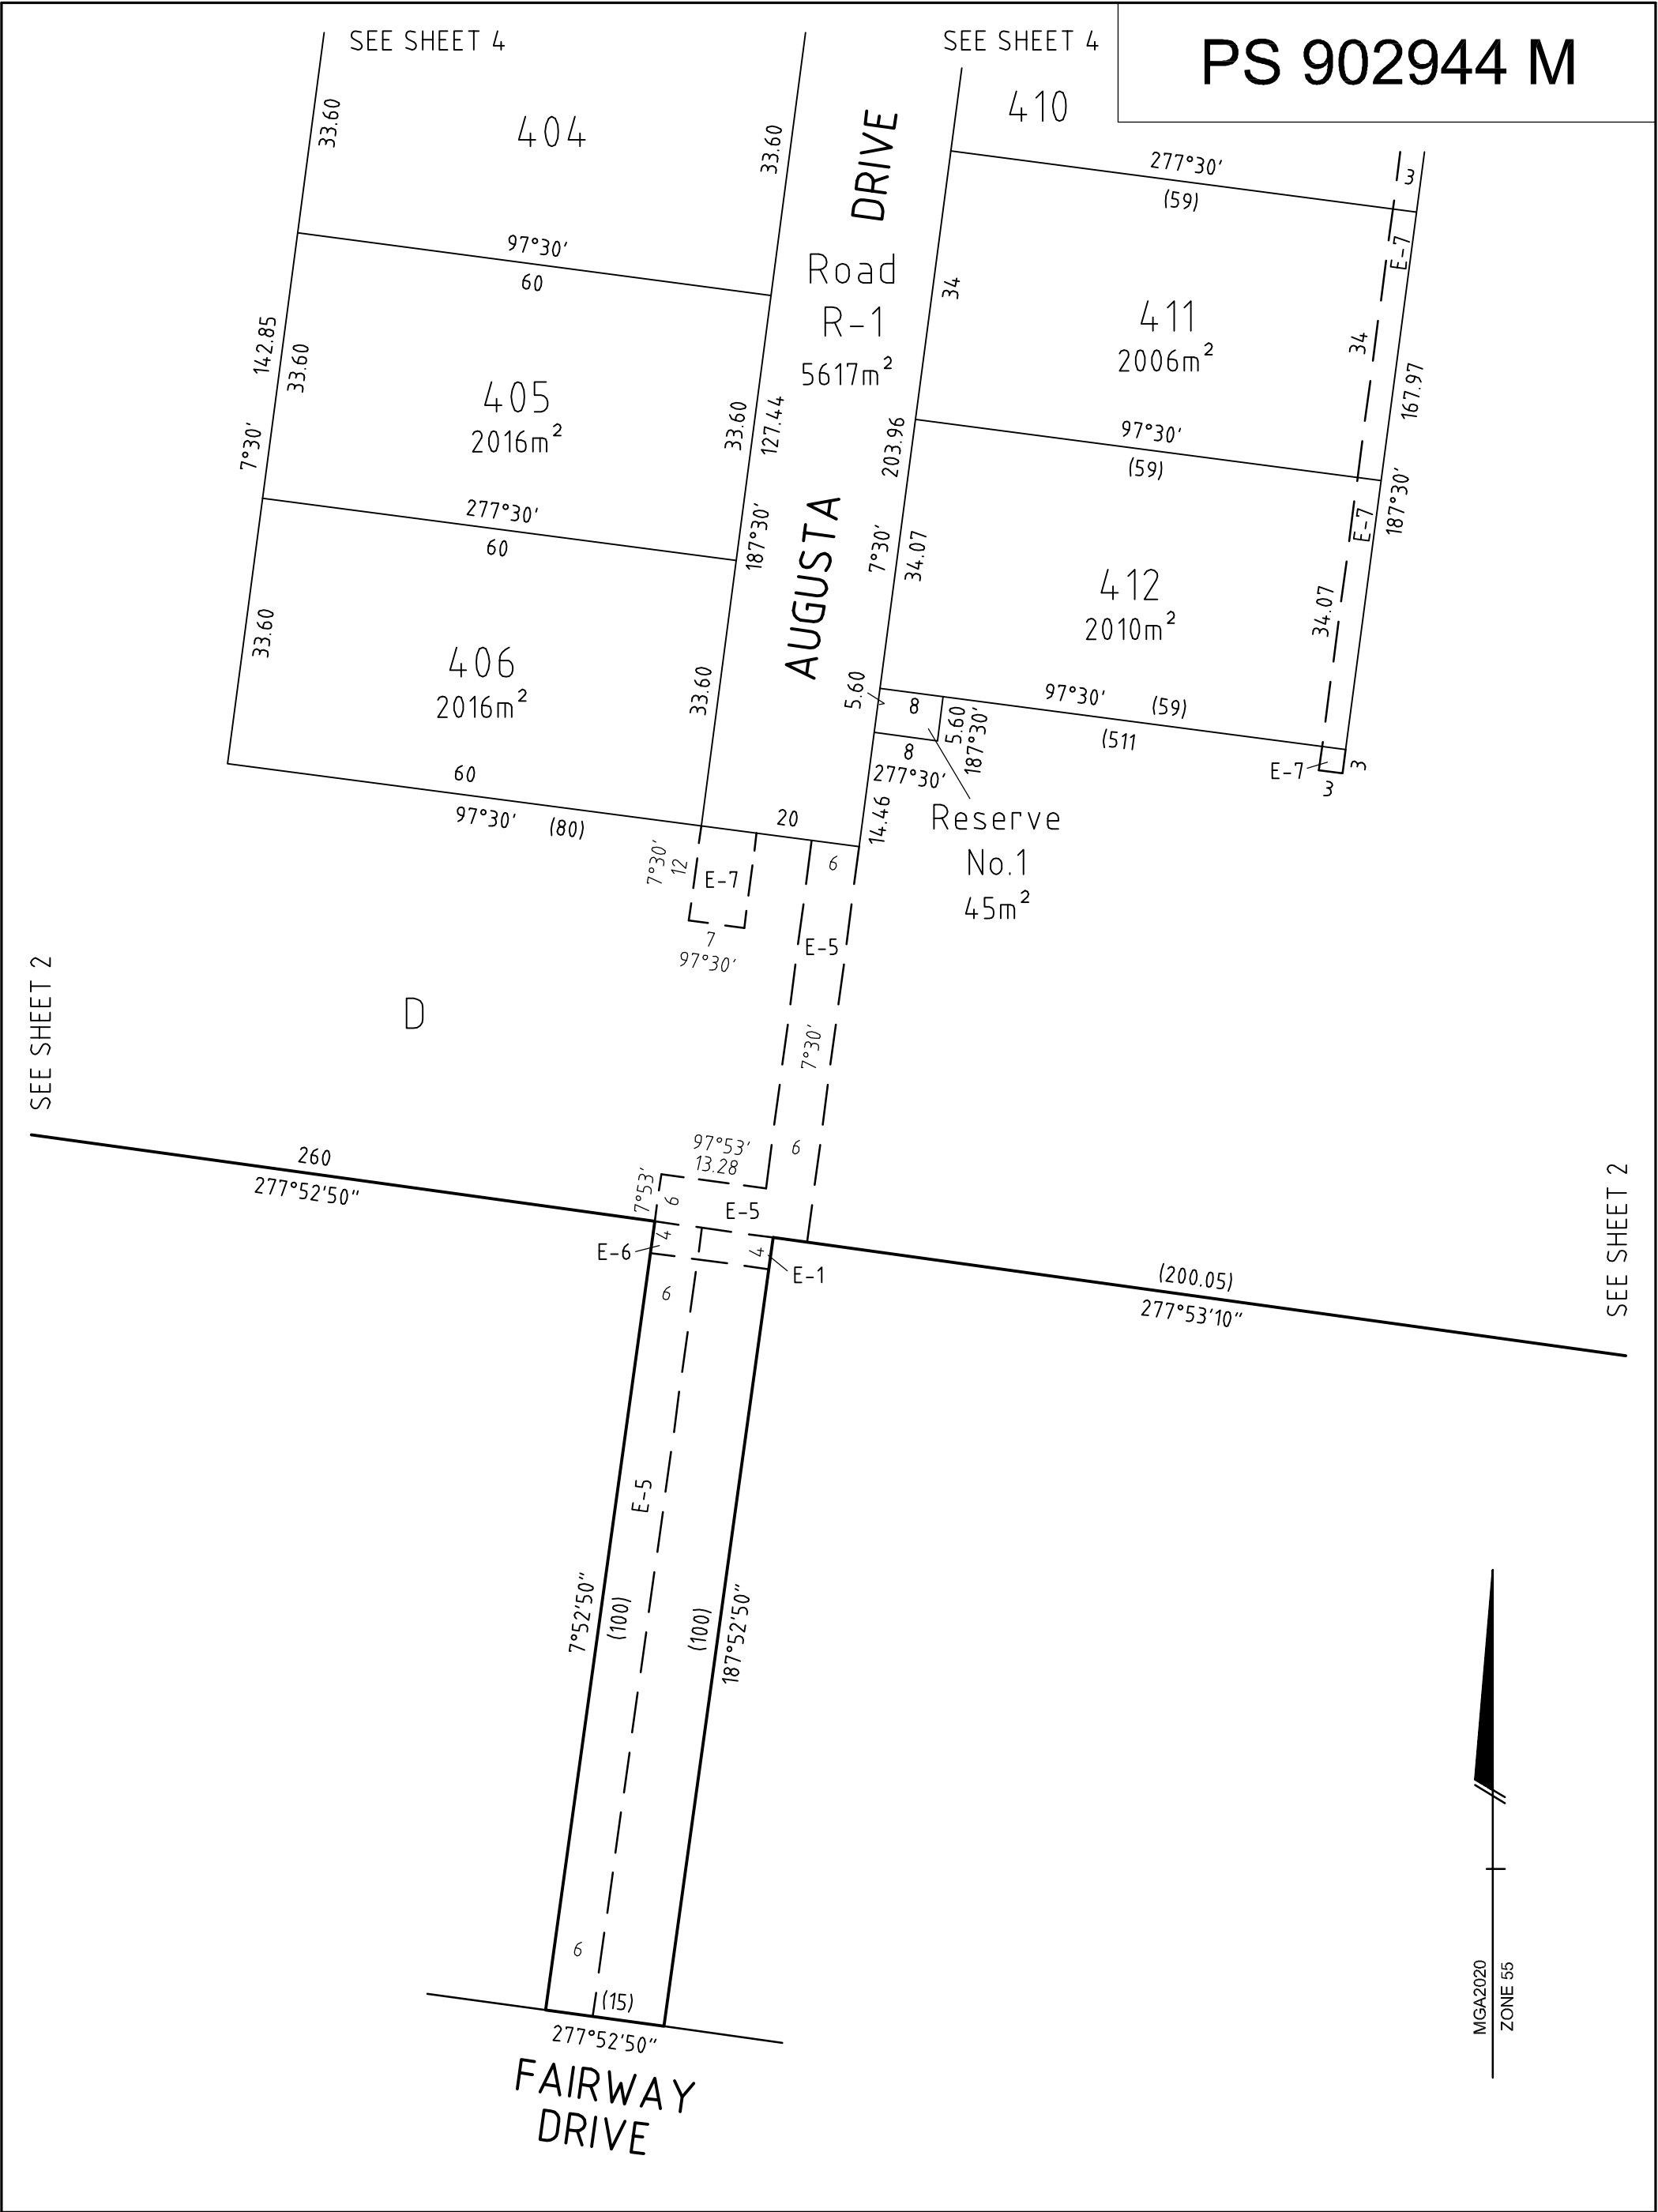 SEE SHEET 4
SEE SHEET 4
PS 902944 M
33.60
404
33.60
DRIVE
410
277°30'
(59)
3
97°30'
60
Road
R-1
5617m²
34
411
2006m²
34
E-7
167.97
142.85
33.60
7°30'
405
2016m²
33.60
127.44
203.96
97°30'
(59)
187°30'
277°30'
60
187°30'
AUGUSTA
7°30'
34.07
412
2010m²
34.07
E-7
33.60
406
2016m²
33.60
5.60
8
5.60
187°30'
97°30'
(59)
(511
8
277°30'
E-7
3
3
60
97°30'
(80)
20
14.46
Reserve
No.1
45m²
7°30'
12
E-7
7
97°30'
6
E-5
7°30'
6
SEE SHEET 2
D
260
277°52'50"
97°53'
13.28
7°53'
6
E-5
4
E-6
4
E-1
6
(200.05)
277°53'10"
SEE SHEET 2
E-5
7°52'50"
(100)
(100)
187°52'50"
6
(15)
277°52'50"
FAIRWAY
DRIVE
MGA2020
ZONE 55